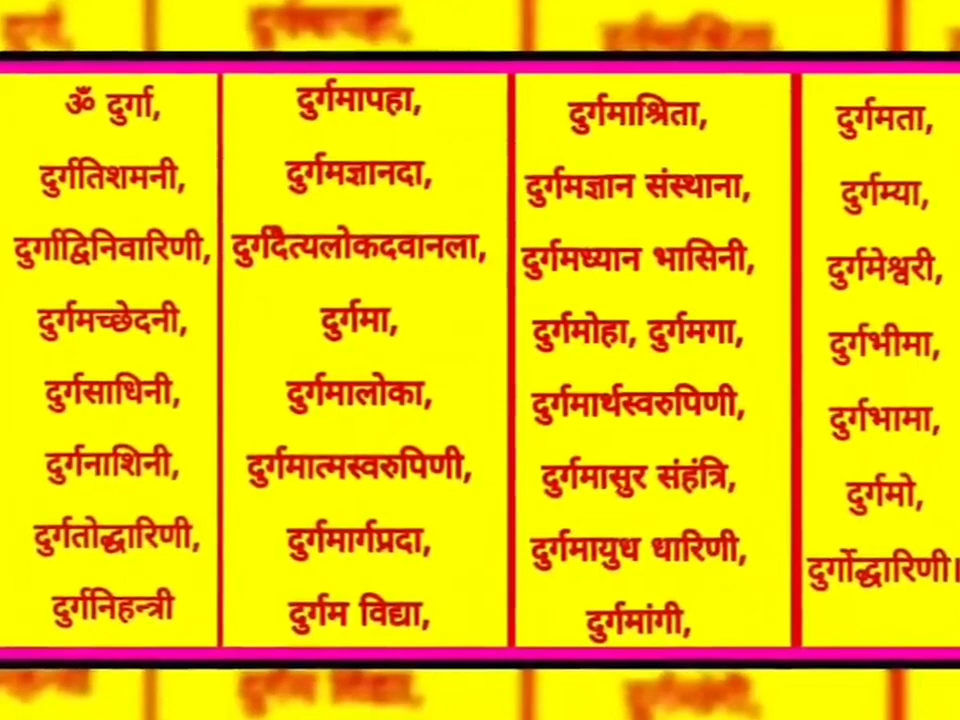 ॐ दुर्गा,
दुर्गतिशमनी,
दुर्गाद्विनिवारिणी,
दुर्गमच्छेदनी,
दुर्गसाधिनी,
दुर्गनाशिनी,
दुर्गतोद्धारिणी,
दुर्गनिहन्त्री
दुर्गमापहा,
दुर्गमज्ञानदा,
दुर्गदैत्यलोकदवानला,
दुर्गमा,
दुर्गमालोका,
दुर्गमात्मस्वरुपिणी,
दुर्गमार्गप्रदा,
दुर्गम विद्या,
दुर्गमाश्रिता,
दुर्गमज्ञान संस्थाना,
दुर्गमध्यान भासिनी,
दुर्गमोहा, दुर्गमगा,
दुर्गमार्थस्वरुपिणी,
दुर्गमासुर संहंत्रि,
दुर्गमायुध धारिणी,
दुर्गमांगी,
दुर्गमता,
दुर्गम्या,
दुर्गमेश्वरी,
दुर्गभीमा,
दुर्गभामा,
दुर्गमो,
दुर्गोद्धारिणी।